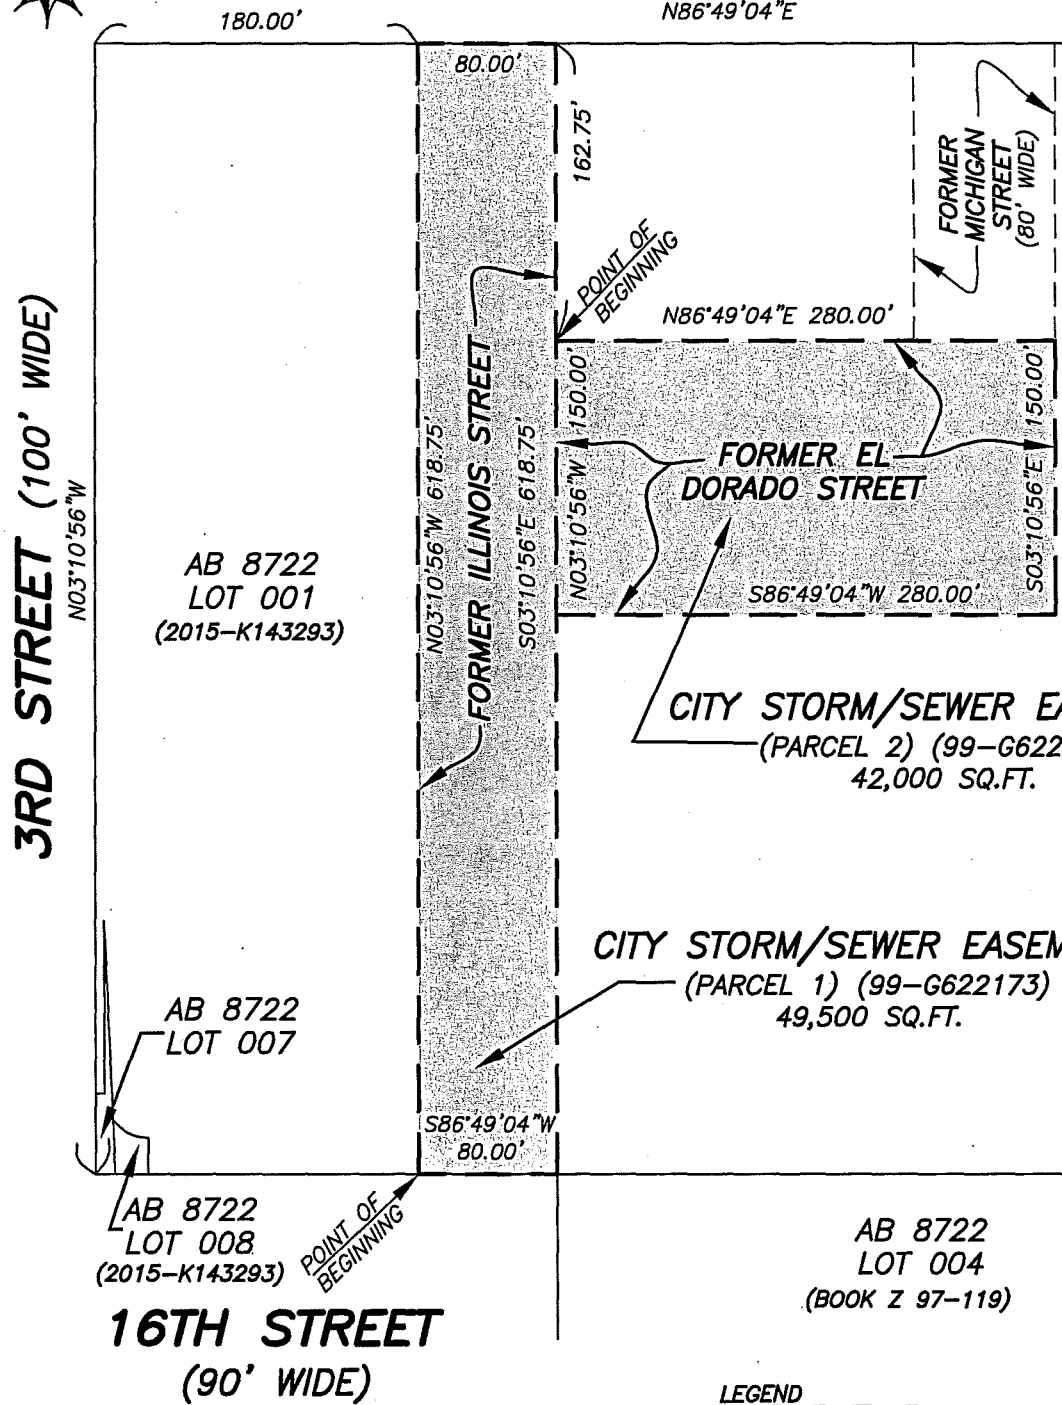 180.00'
N86°49'04"E
80.00'
162.75'
FORMER
MICHIGAN
STREET
(80' WIDE)
POINT OF
BEGINNING
N86°49'04"E 280.00'
3RD STREET (100' WIDE)
N03°10'56"W
N03°10'56"W 618.75'
FORMER ILLINOIS STREET
S03°10'56"E 618.75'
N03°10'56"W 150.00'
FORMER EL
DORADO STREET
S03°10'56"E 150.00'
S86°49'04"W 280.00'
AB 8722
LOT 001
(2015-K143293)
CITY STORM/SEWER
(PARCEL 2) (99-G622
42,000 SQ.FT.
CITY STORM/SEWER
(PARCEL 1) (99-G622173)
49,500 SQ.FT.
AB 8722
LOT 007
S86°49'04"W
80.00'
AB 8722
LOT 008
(2015-K143293)
POINT OF
BEGINNING
AB 8722
LOT 004
(BOOK Z 97-119)
16TH STREET
(90' WIDE)
LEGEND